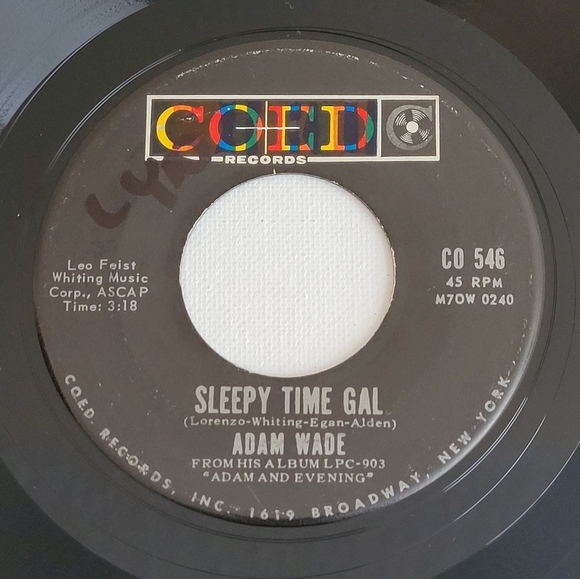 COED
RECORDS
Leo Feist
Whiting Music
Corp., ASCAP
Time: 3:18
CO 546
45 RPM
M7OW 0240
SLEEPY TIME GAL
(Lorenzo-Whiting-Egan-Alden)
ADAM WADE
FROM HIS ALBUM LPC-903
"ADAM AND EVENING"
COED RECORDS, INC. 1619 BROADWAY, NEW YORK